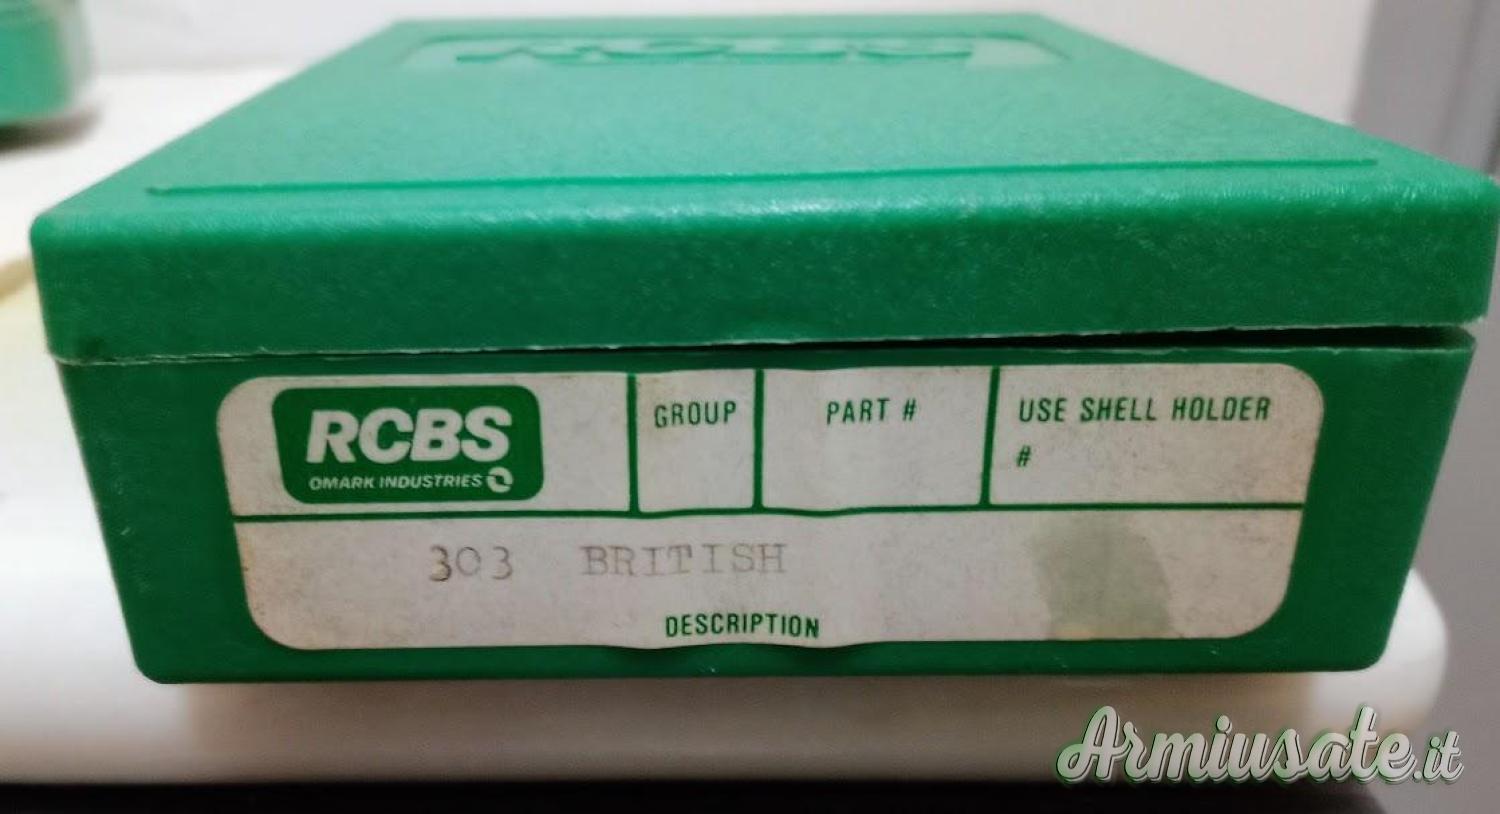 RCBS
OMARK INDUSTRIES
GROUP
PART #
USE SHELL HOLDER
#
303 BRITISH
DESCRIPTION
Armiusate.it